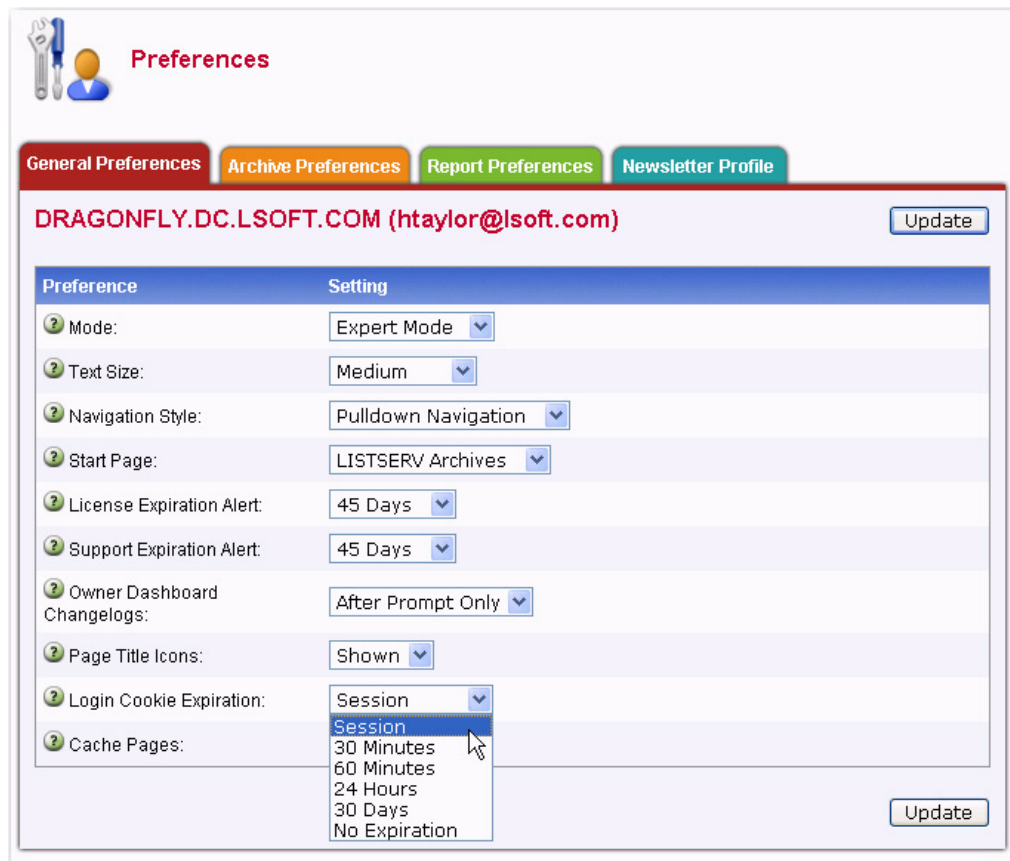 Preferences
General Preferences Archive Preferences Report Preferences Newsletter Profile
DRAGONFLY.DC.LSOFT.COM (htaylor@lsoft.com) Update
Preference Setting
? Mode: Expert Mode
? Text Size: Medium
? Navigation Style: Pulldown Navigation
? Start Page: LISTSERV Archives
? License Expiration Alert: 45 Days
? Support Expiration Alert: 45 Days
? Owner Dashboard
Changelogs: After Prompt Only
? Page Title Icons: Shown
? Login Cookie Expiration: Session
Session
? Cache Pages:
30 Minutes
60 Minutes
24 Hours
30 Days
No Expiration
Update